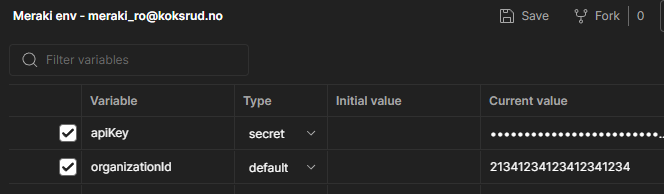 Meraki env - meraki_ro@koksrud.no Save Fork 0
Filter variables
Variable Type Initial value Current value
apiKey secret ••••••••••••••••••••••••...
organizationId default 21341234123412341234